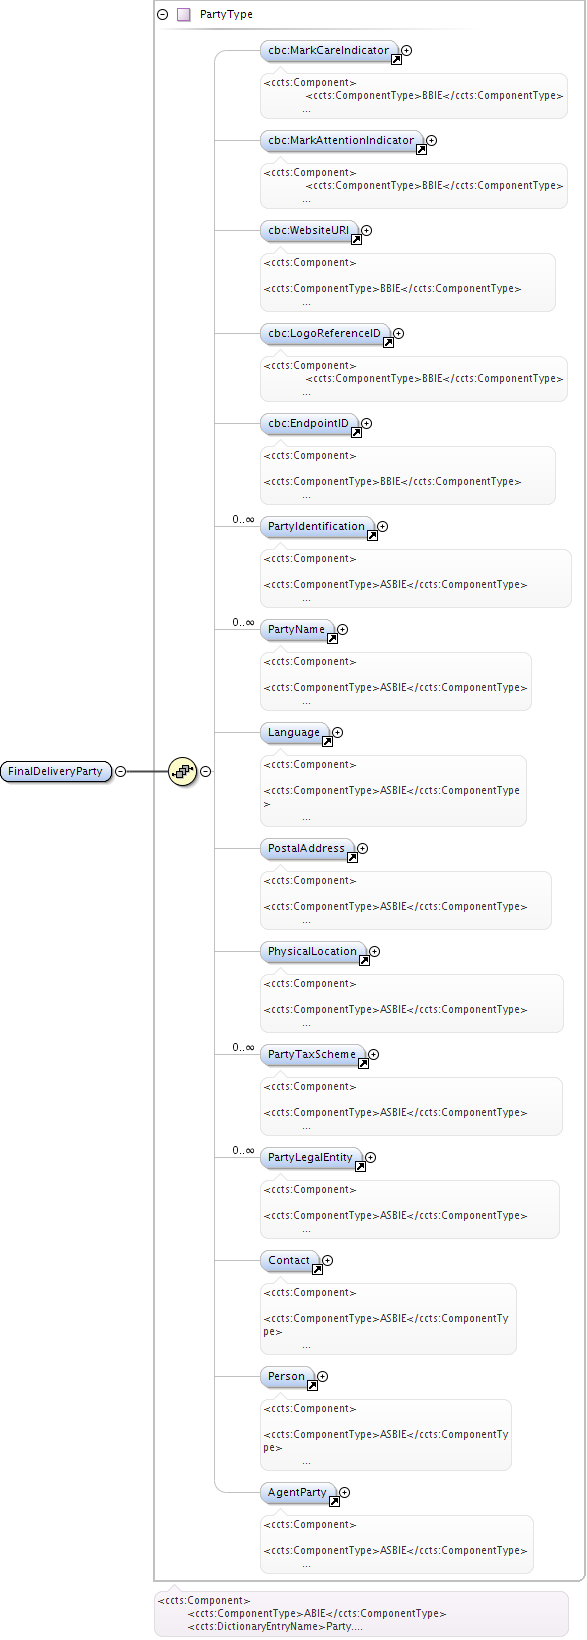 PartyType
cbc:MarkCareIndicator
<ccts:Component>
<ccts:ComponentType>BBIE</ccts:ComponentType>
...
cbc:MarkAttentionIndicator
<ccts:Component>
<ccts:ComponentType>BBIE</ccts:ComponentType>
...
cbc:WebsiteURI
<ccts:Component>
<ccts:ComponentType>BBIE</ccts:ComponentType>
...
cbc:LogoReferenceID
<ccts:Component>
<ccts:ComponentType>BBIE</ccts:ComponentType>
...
cbc:EndpointID
<ccts:Component>
<ccts:ComponentType>BBIE</ccts:ComponentType>
...
0..∞
PartyIdentification
<ccts:Component>
<ccts:ComponentType>ASBIE</ccts:ComponentType>
...
0..∞
PartyName
<ccts:Component>
<ccts:ComponentType>ASBIE</ccts:ComponentType>
...
Language
<ccts:Component>
<ccts:ComponentType>ASBIE</ccts:ComponentType
>
...
FinalDeliveryParty
PostalAddress
<ccts:Component>
<ccts:ComponentType>ASBIE</ccts:ComponentType>
...
PhysicalLocation
<ccts:Component>
<ccts:ComponentType>ASBIE</ccts:ComponentType>
...
0..∞
PartyTaxScheme
<ccts:Component>
<ccts:ComponentType>ASBIE</ccts:ComponentType>
...
0..∞
PartyLegalEntity
<ccts:Component>
<ccts:ComponentType>ASBIE</ccts:ComponentType>
...
Contact
<ccts:Component>
<ccts:ComponentType>ASBIE</ccts:ComponentTy
pe>
...
Person
<ccts:Component>
<ccts:ComponentType>ASBIE</ccts:ComponentTy
pe>
...
AgentParty
<ccts:Component>
<ccts:ComponentType>ASBIE</ccts:ComponentType>
...
<ccts:Component>
<ccts:ComponentType>ABIE</ccts:ComponentType>
<ccts:DictionaryEntryName>Party....